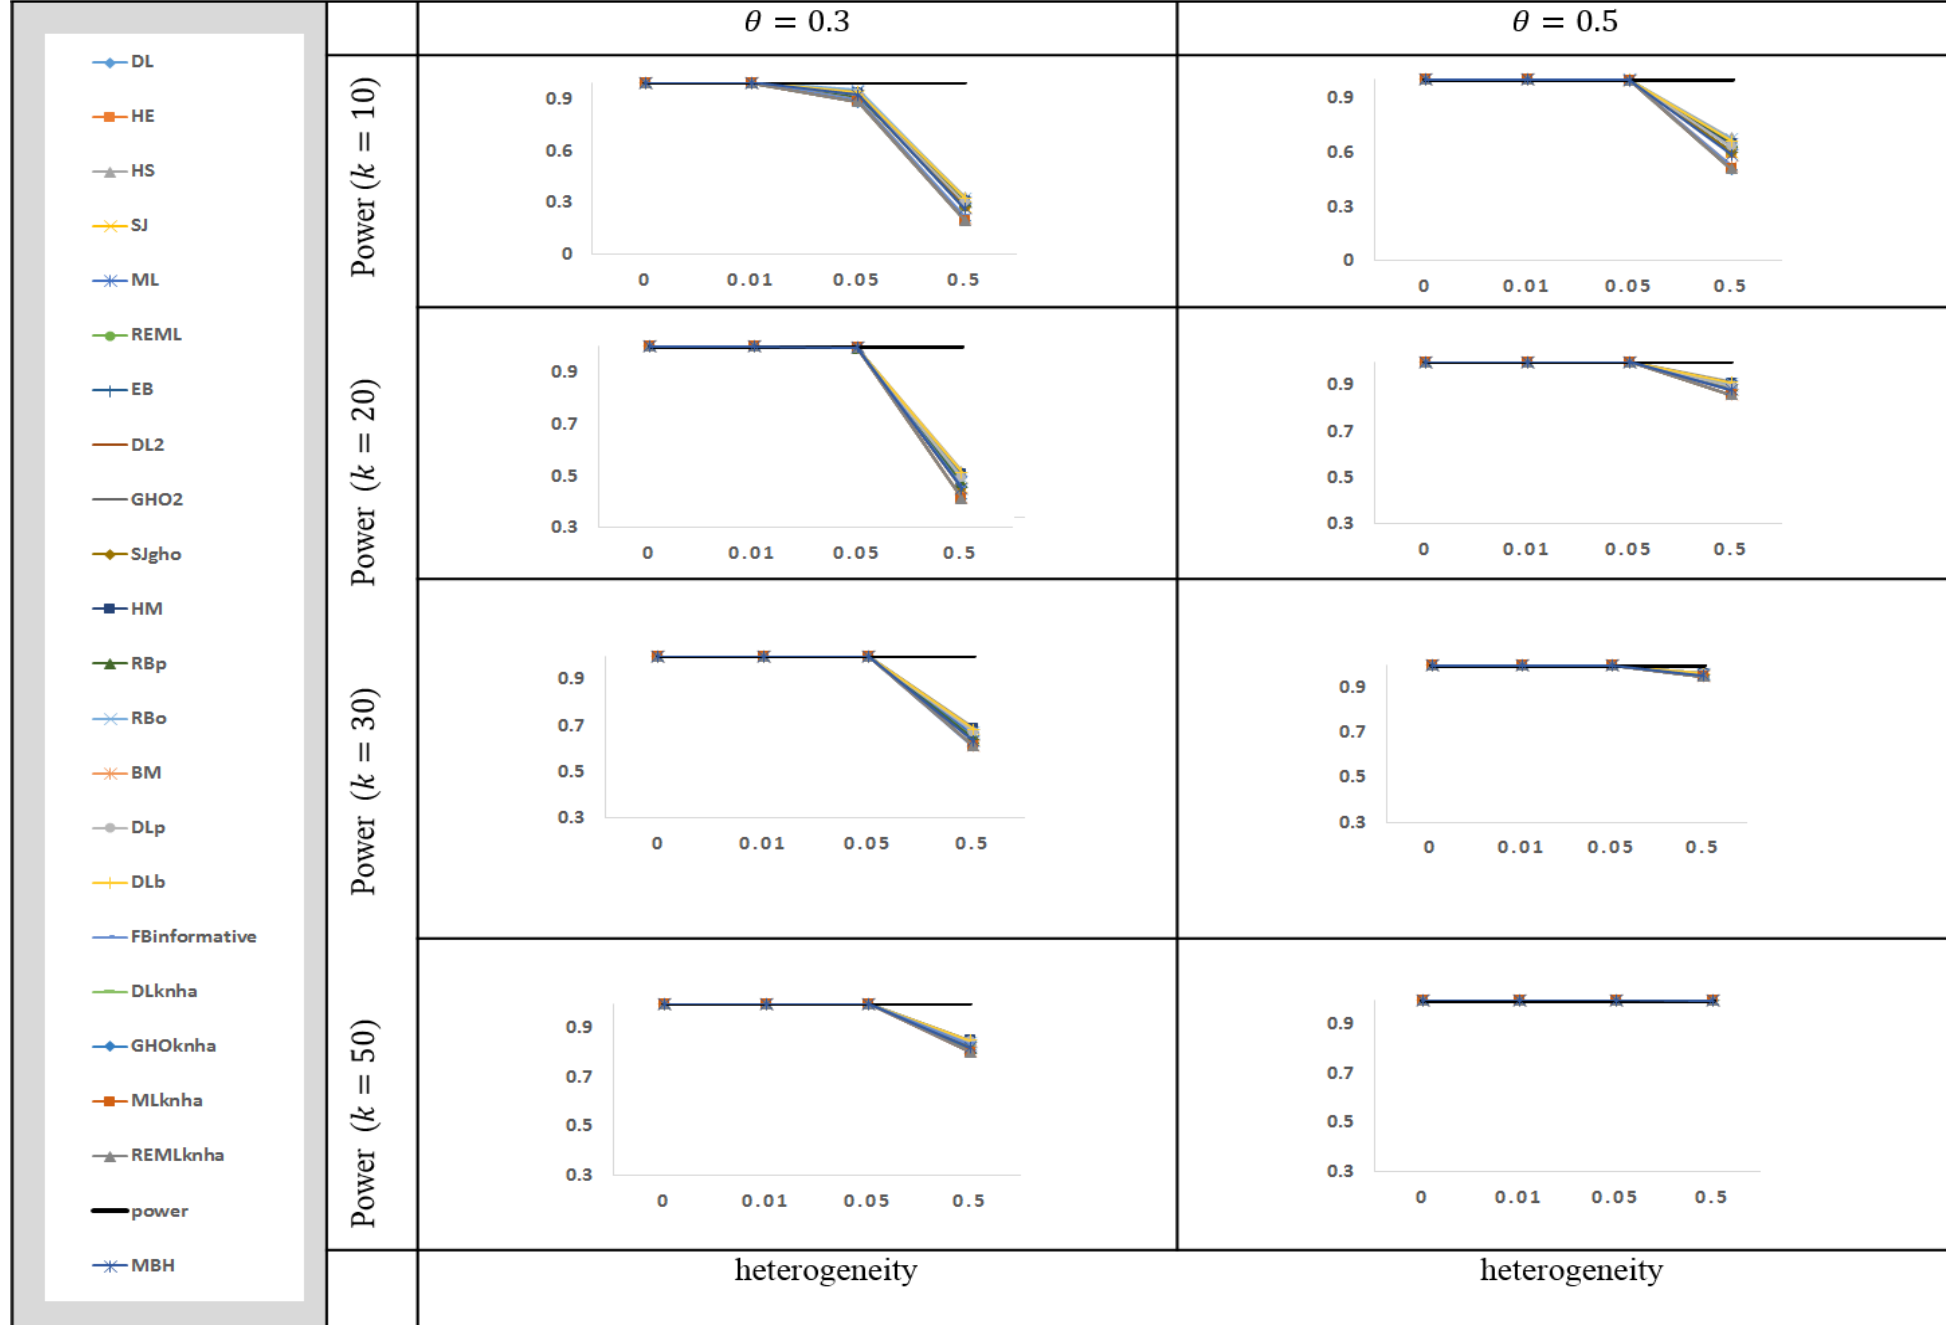 DL
HE
HS
SJ
ML
REML
EB
DL2
GHO2
SJgho
HM
RBp
RBo
BM
DLp
DLb
FBinformative
DLknha
GHOknha
MLknha
REMLknha
power
MBH
θ = 0.3
θ = 0.5
Power (k = 10)
0.9
0.6
0.3
0
0 0.01 0.05 0.5
0.9
0.6
0.3
0
0 0.01 0.05 0.5
Power (k = 20)
0.9
0.7
0.5
0.3
0 0.01 0.05 0.5
0.9
0.7
0.5
0.3
0 0.01 0.05 0.5
Power (k = 30)
0.9
0.7
0.5
0.3
0 0.01 0.05 0.5
0.9
0.7
0.5
0.3
0 0.01 0.05 0.5
Power (k = 50)
0.9
0.7
0.5
0.3
0 0.01 0.05 0.5
0.9
0.7
0.5
0.3
0 0.01 0.05 0.5
heterogeneity
heterogeneity